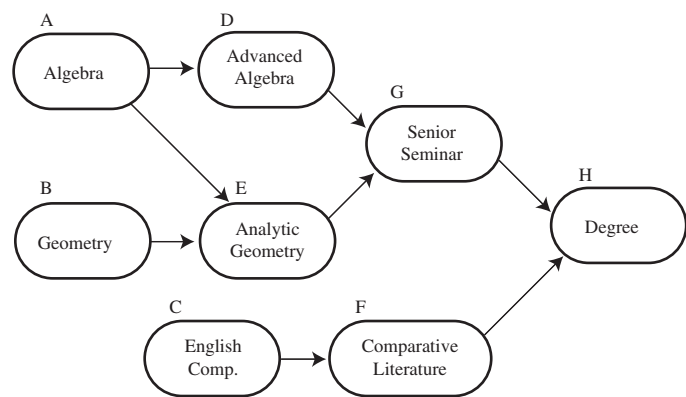 A
Algebra
D
Advanced
Algebra
G
Senior
Seminar
B
Geometry
E
Analytic
Geometry
H
Degree
C
English
Comp.
F
Comparative
Literature